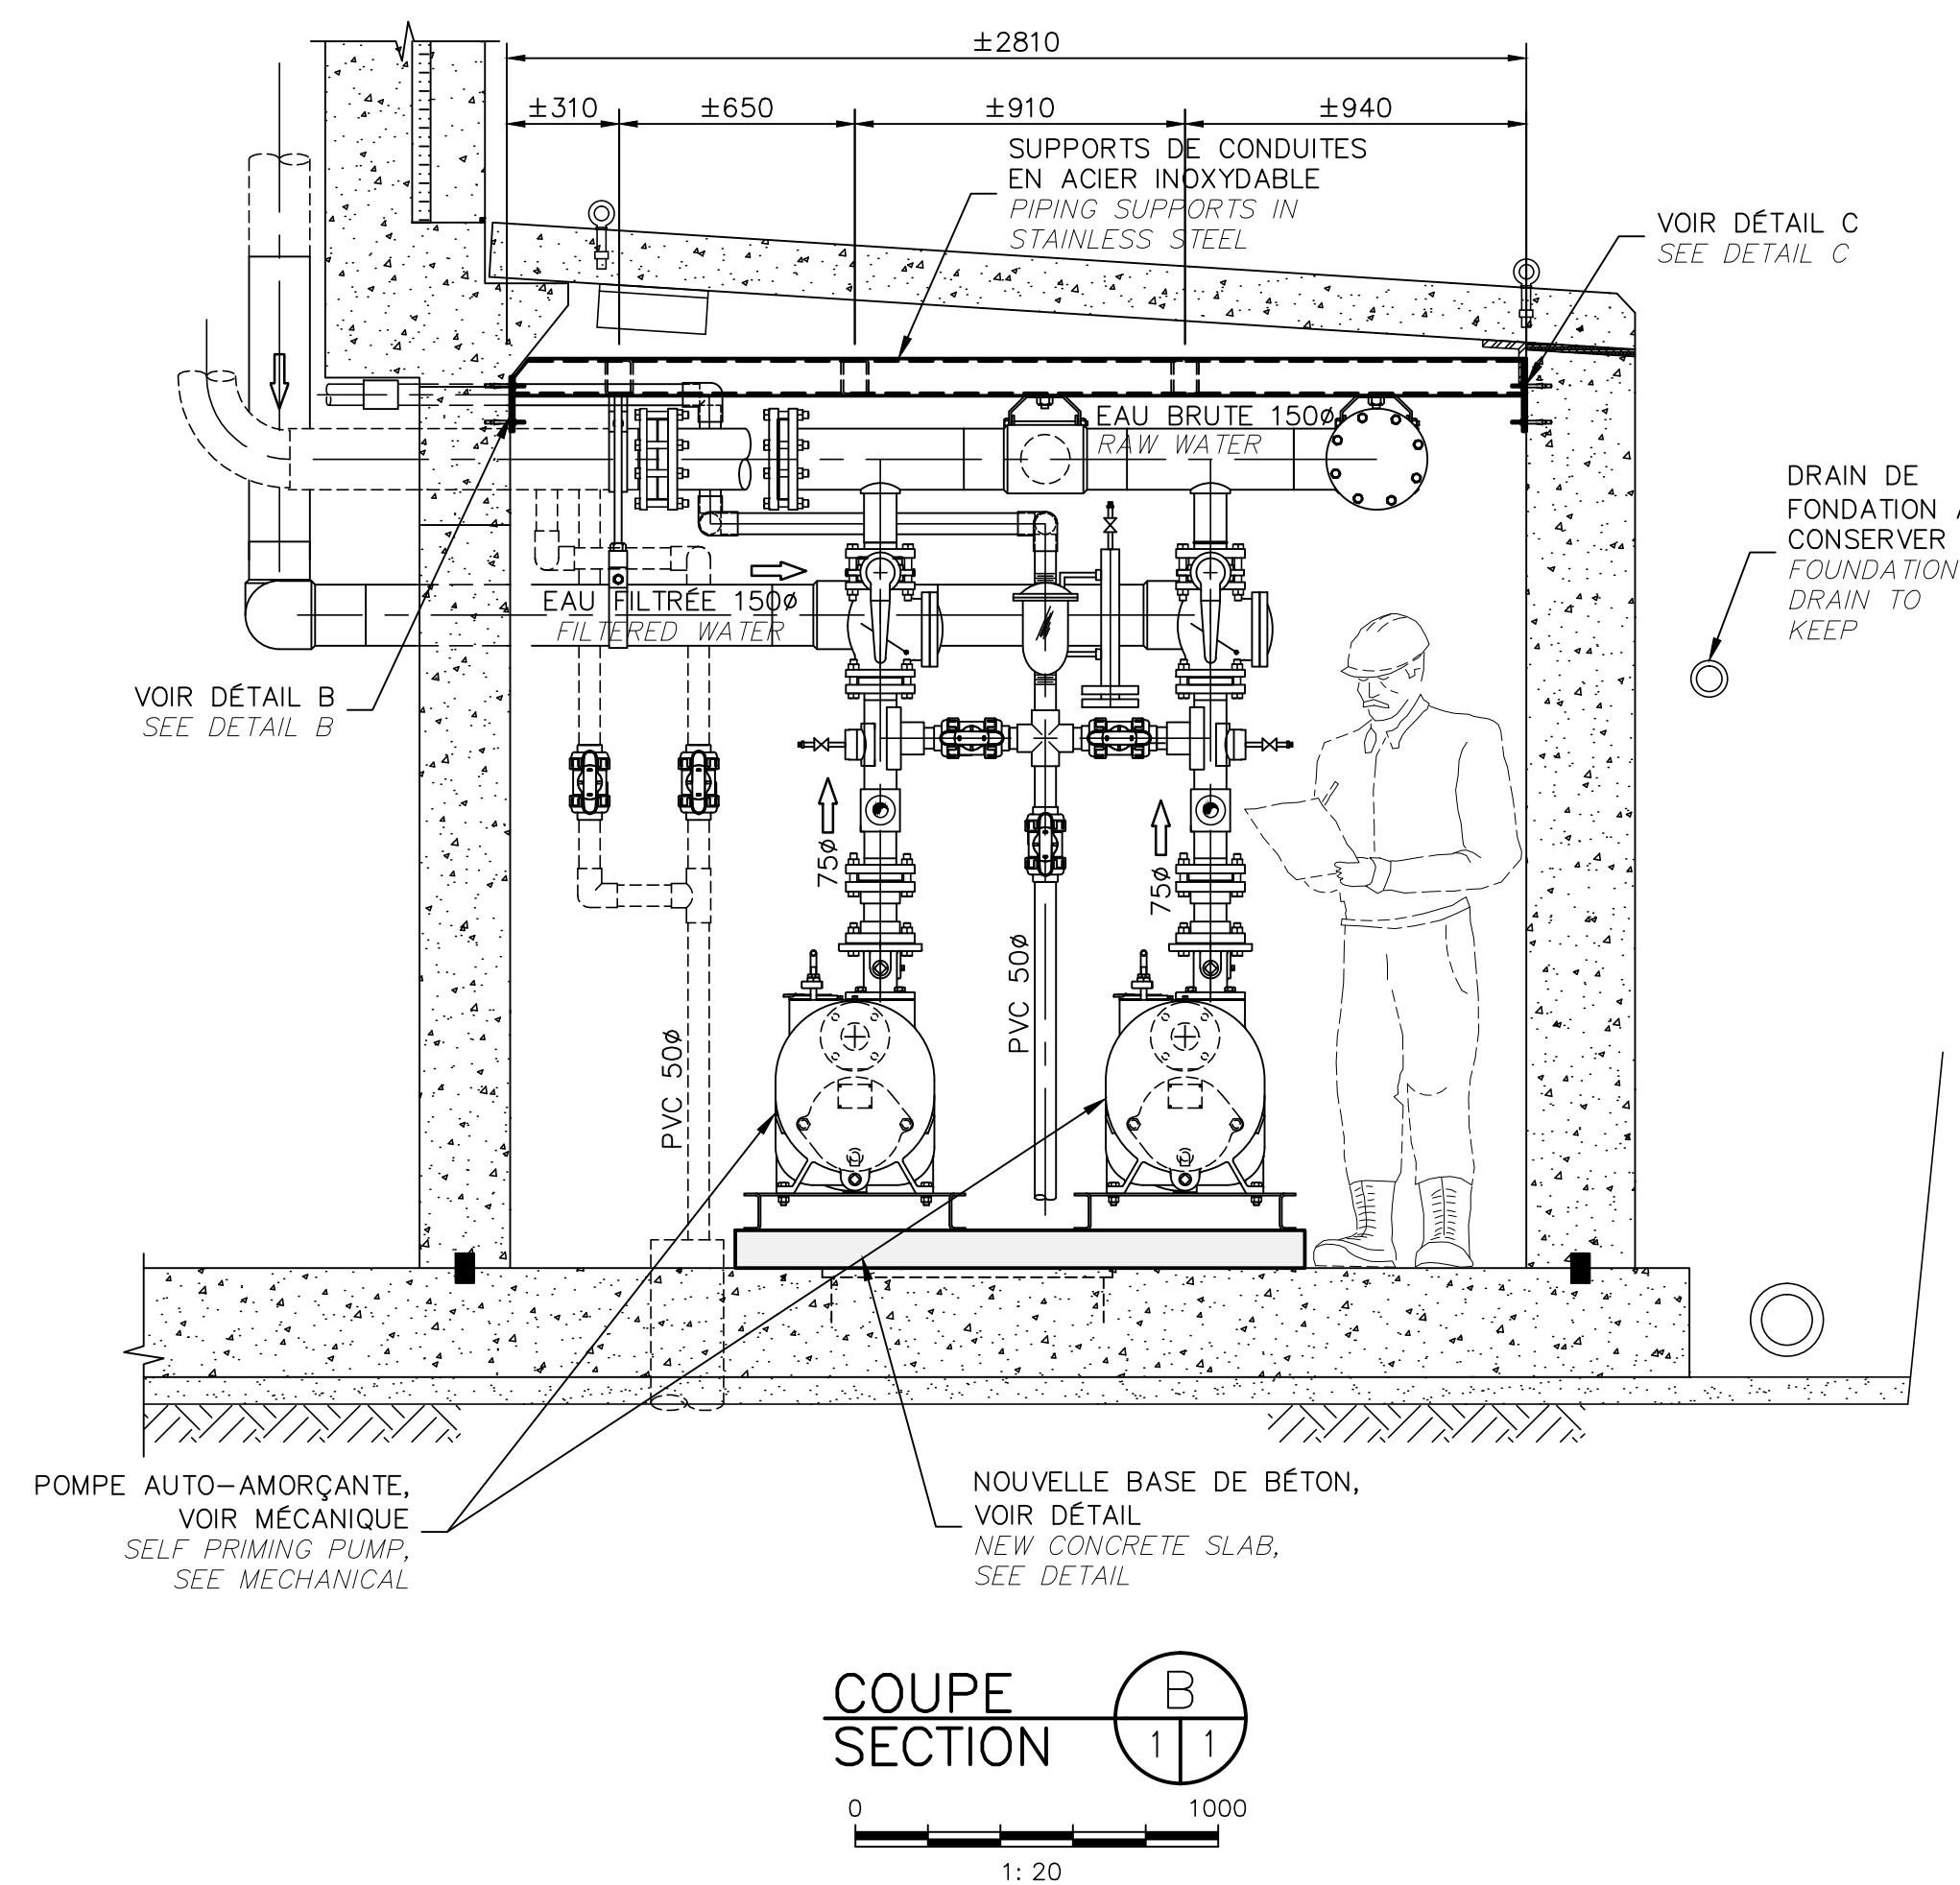 ±2810
±310
±650
±910
±940
SUPPORTS DE CONDUITES
EN ACIER INOXYDABLE
PIPING SUPPORTS IN
STAINLESS STEEL
VOIR DÉTAIL C
SEE DETAIL C
EAU BRUTE 150ø
RAW WATER
DRAIN DE
FONDATION
CONSERVER
FOUNDATION
DRAIN TO
KEEP
EAU FILTRÉE 150ø
FILTERED WATER
VOIR DÉTAIL B
SEE DETAIL B
75ø
75ø
PVC 50ø
PVC 50ø
POMPE AUTO-AMORÇANTE,
VOIR MÉCANIQUE
SELF PRIMING PUMP,
SEE MECHANICAL
NOUVELLE BASE DE BÉTON,
VOIR DÉTAIL
NEW CONCRETE SLAB,
SEE DETAIL
COUPE
SECTION
B
1 1
0 1000
1: 20